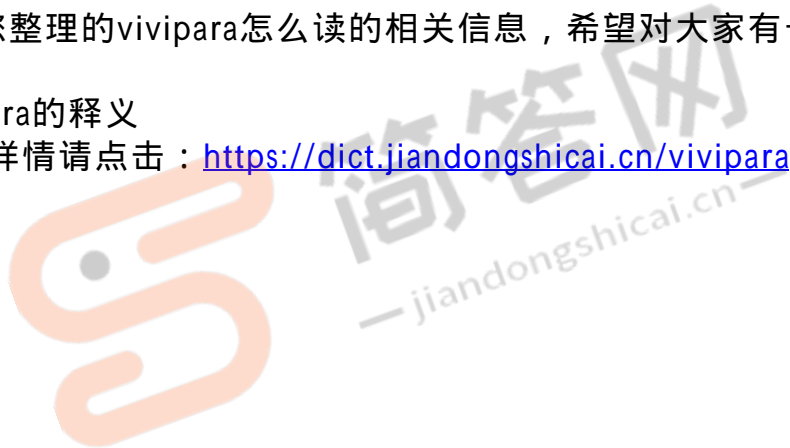 整理的vivipara怎么读的相关信息，希望对大家有
ra的释义
详情请点击：https://dict.jiandongshicai.cn/vivipara
简答网
jiandongshicai.cn